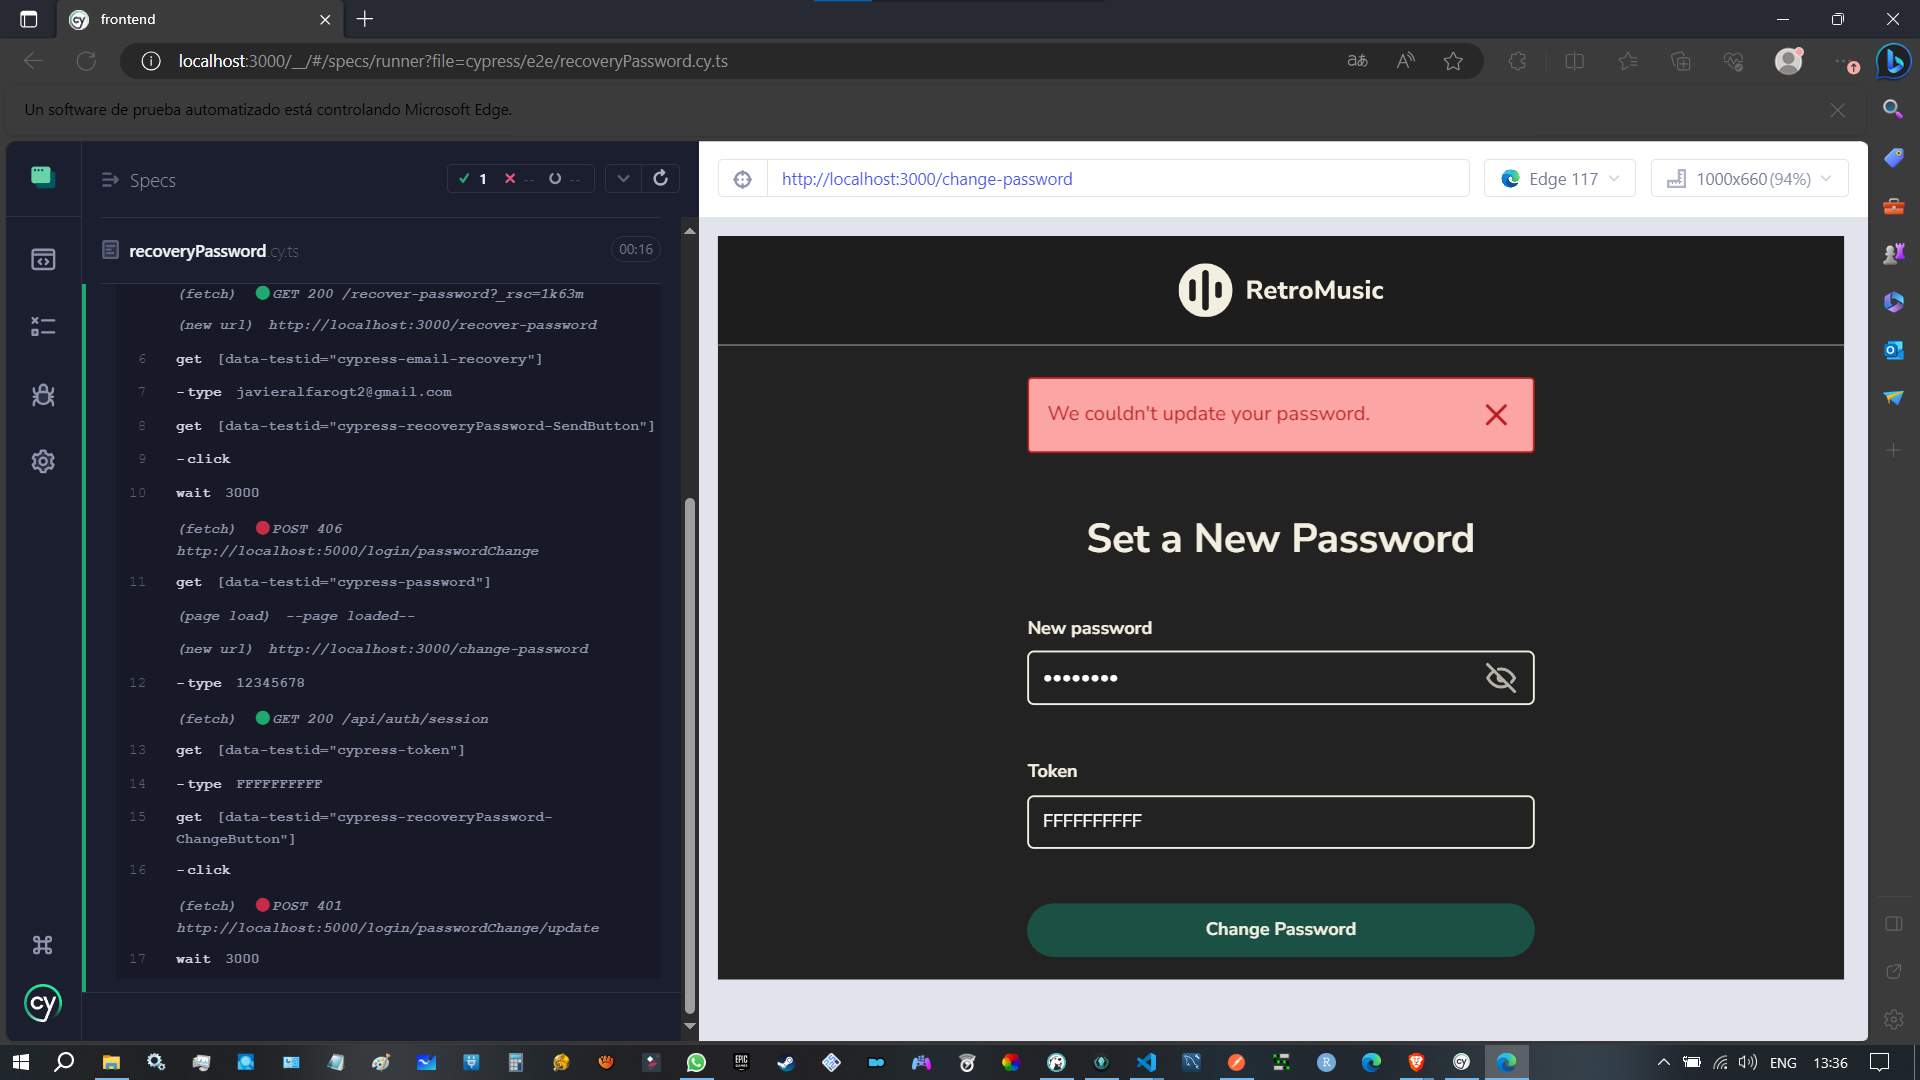 frontend
localhost:3000/__/#/specs/runner?file=cypress/e2e/recoveryPassword.cy.ts
Un software de prueba automatizado está controlando Microsoft Edge.
Specs
1 -- --
http://localhost:3000/change-password
Edge 117
1000x660 (94%)
recoveryPassword.cy.ts
00:16
(fetch) GET 200 /recover-password?_rsc=1k63m
(new url) http://localhost:3000/recover-password
6 get [data-testid="cypress-email-recovery"]
7 -type javieralfarogt2@gmail.com
8 get [data-testid="cypress-recoveryPassword-SendButton"]
9 -click
10 wait 3000
(fetch) POST 406
http://localhost:5000/login/passwordChange
11 get [data-testid="cypress-password"]
(page load) --page loaded--
(new url) http://localhost:3000/change-password
12 -type 12345678
(fetch) GET 200 /api/auth/session
13 get [data-testid="cypress-token"]
14 -type FFFFFFFFFF
15 get [data-testid="cypress-recoveryPassword-
ChangeButton"]
16 -click
(fetch) POST 401
http://localhost:5000/login/passwordChange/update
17 wait 3000
cy
RetroMusic
We couldn't update your password.
Set a New Password
New password
••••••••
Token
FFFFFFFFFF
Change Password
ENG
13:36